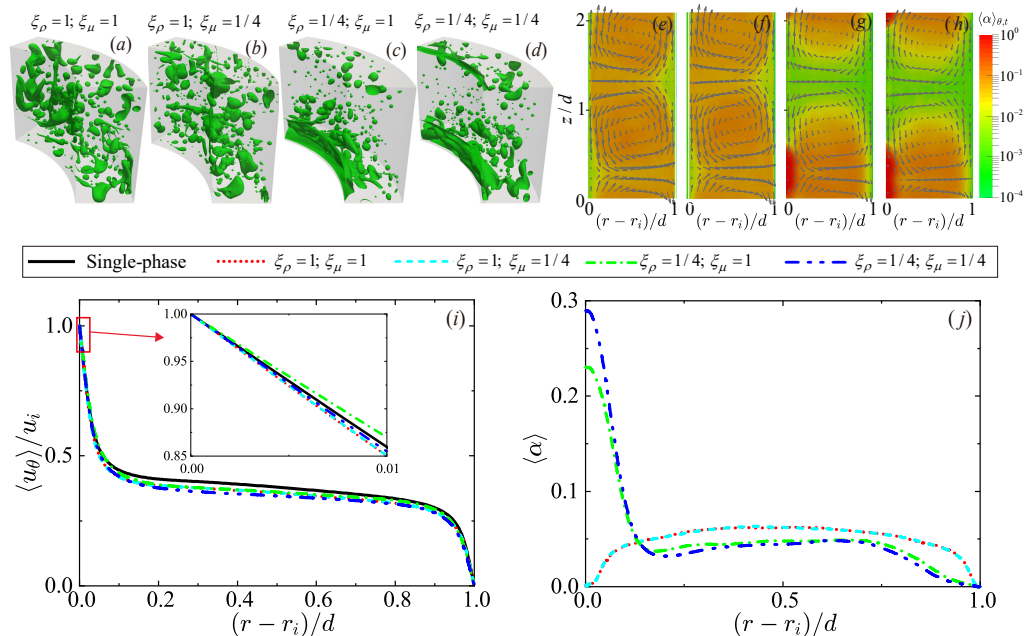 ξρ=1; ξμ=1 ξρ=1; ξμ=1/4 ξρ=1/4; ξμ=1 ξρ=1/4; ξμ=1/4
(a) (b) (c) (d)
2 (e) (f) (g) (h) ⟨α⟩θ,t
10⁰
10⁻¹
z/d
10⁻²
10⁻³
0 10⁻⁴
0 1 0 1 0 1 0 1
(r − ri)/d (r − ri)/d (r − ri)/d (r − ri)/d
Single-phase ξρ=1; ξμ=1 ξρ=1; ξμ=1/4 ξρ=1/4; ξμ=1 ξρ=1/4; ξμ=1/4
(i)
1.0
0.5
0.0
⟨uθ⟩/ui
0.0 0.2 0.4 0.6 0.8 1.0
(r − ri)/d
1.00
0.95
0.90
0.85
0.00 0.01
(j)
0.3
0.2
0.1
0.0
⟨α⟩
0.0 0.5 1.0
(r − ri)/d